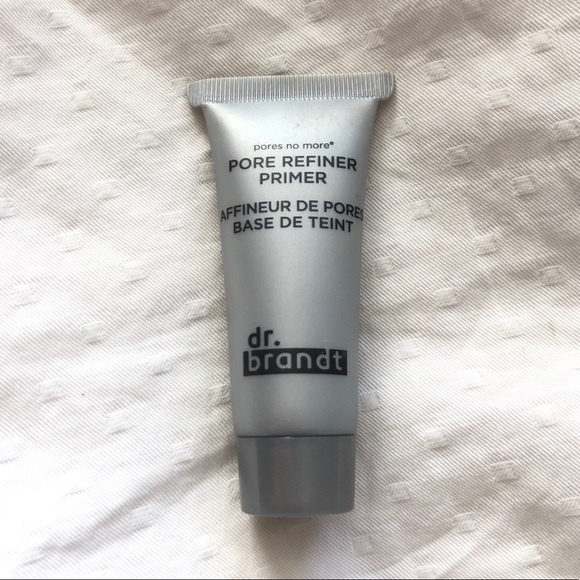 pores no more®
PORE REFINER
PRIMER
AFFINEUR DE PORES
BASE DE TEINT
dr.
brandt